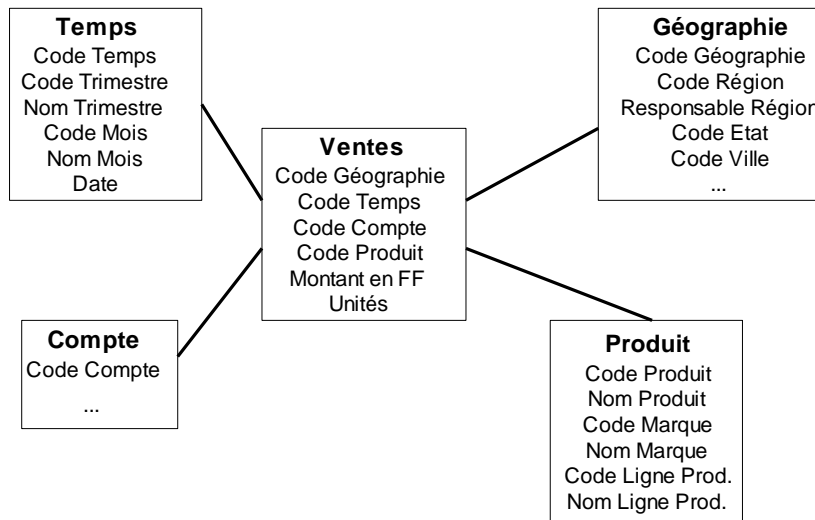 Temps
Code Temps
Code Trimestre
Nom Trimestre
Code Mois
Nom Mois
Date
Géographie
Code Géographie
Code Région
Responsable Région
Code Etat
Code Ville
...
Ventes
Code Géographie
Code Temps
Code Compte
Code Produit
Montant en FF
Unités
Compte
Code Compte
...
Produit
Code Produit
Nom Produit
Code Marque
Nom Marque
Code Ligne Prod.
Nom Ligne Prod.